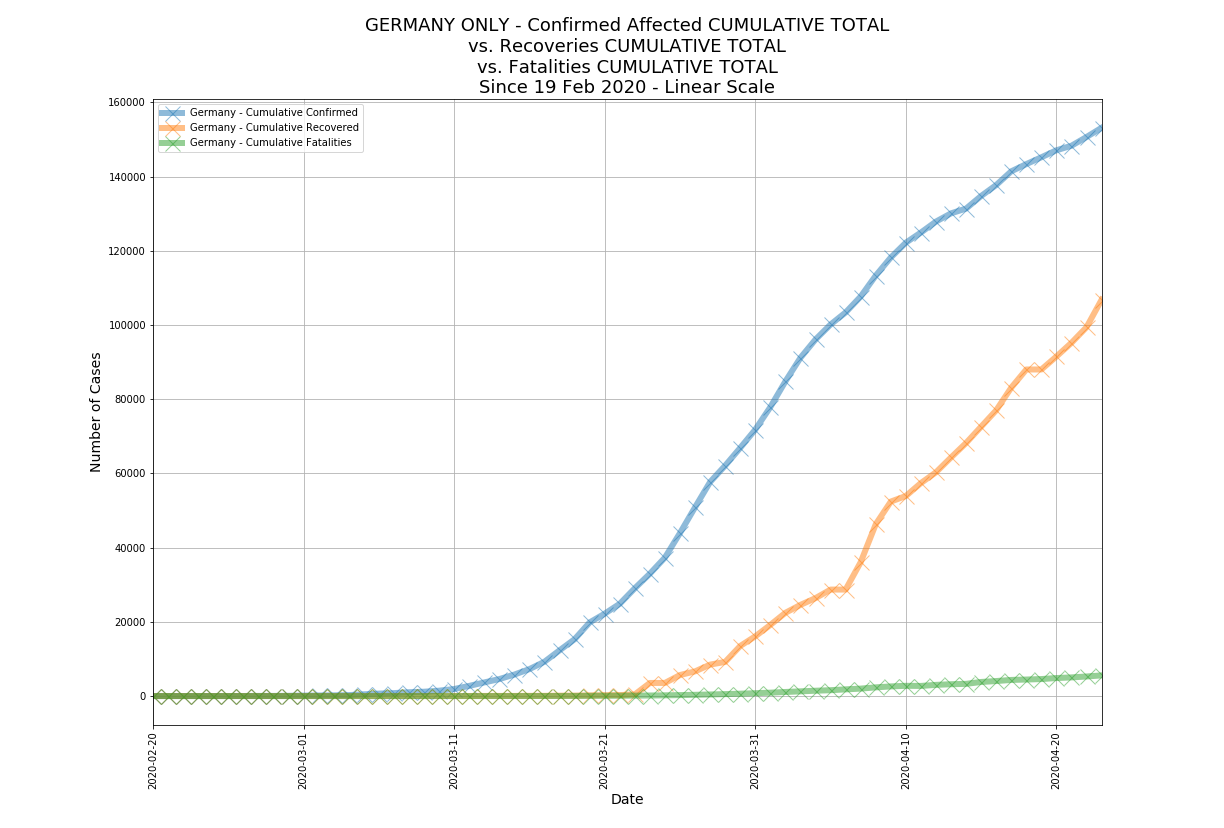 GERMANY ONLY - Confirmed Affected CUMULATIVE TOTAL
vs. Recoveries CUMULATIVE TOTAL
vs. Fatalities CUMULATIVE TOTAL
Since 19 Feb 2020 - Linear Scale
Germany - Cumulative Confirmed
Germany - Cumulative Recovered
Germany - Cumulative Fatalities
Number of Cases
160000
140000
120000
100000
80000
60000
40000
20000
0
2020-02-20
2020-03-01
2020-03-11
2020-03-21
2020-03-31
2020-04-10
2020-04-20
Date